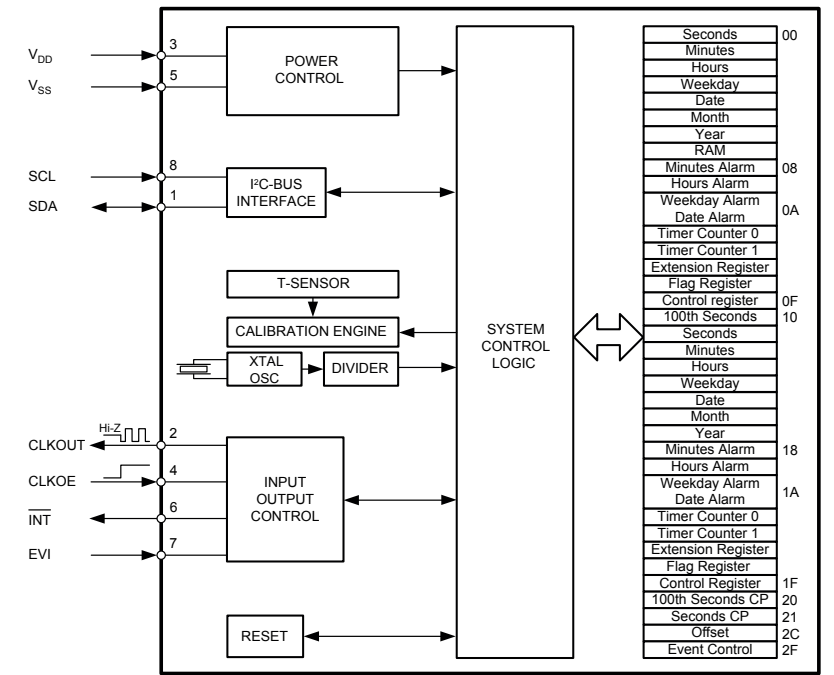 V_DD
3
POWER
CONTROL
V_SS
5
SCL
8
I²C-BUS
INTERFACE
SDA
1
T-SENSOR
CALIBRATION ENGINE
XTAL
OSC
DIVIDER
SYSTEM
CONTROL
LOGIC
Hi-Z
CLKOUT
2
CLKOE
4
INPUT
OUTPUT
CONTROL
INT
6
EVI
7
RESET
Seconds 00
Minutes
Hours
Weekday
Date
Month
Year
RAM
Minutes Alarm 08
Hours Alarm
Weekday Alarm
Date Alarm 0A
Timer Counter 0
Timer Counter 1
Extension Register
Flag Register
Control register 0F
100th Seconds 10
Seconds
Minutes
Hours
Weekday
Date
Month
Year
Minutes Alarm 18
Hours Alarm
Weekday Alarm
Date Alarm 1A
Timer Counter 0
Timer Counter 1
Extension Register
Flag Register
Control Register 1F
100th Seconds CP 20
Seconds CP 21
Offset 2C
Event Control 2F